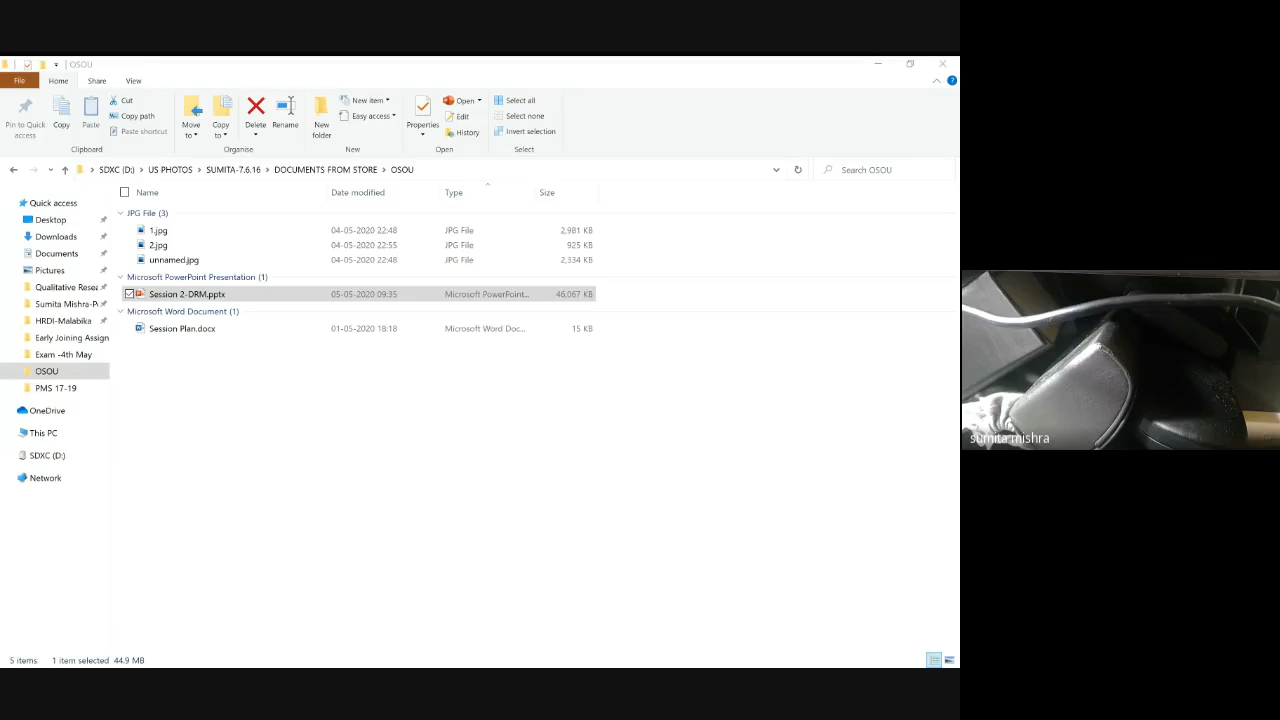 OSOU
File Home Share View
Pin to Quick access
Copy
Paste
Cut
Copy path
Paste shortcut
Clipboard
Move to
Copy to
Delete
Rename
Organise
New folder
New item
Easy access
New
Properties
Open
Edit
History
Open
Select all
Select none
Invert selection
Select
SDXC (D:) › US PHOTOS › SUMITA-7.6.16 › DOCUMENTS FROM STORE › OSOU
Search OSOU
Quick access
Desktop
Downloads
Documents
Pictures
Qualitative Resea
Sumita Mishra-P
HRDI-Malabika
Early Joining Assign
Exam -4th May
OSOU
PMS 17-19
OneDrive
This PC
SDXC (D:)
Network
Name Date modified Type Size
JPG File (3)
1.jpg 04-05-2020 22:48 JPG File 2,981 KB
2.jpg 04-05-2020 22:55 JPG File 925 KB
unnamed.jpg 04-05-2020 22:48 JPG File 2,334 KB
Microsoft PowerPoint Presentation (1)
Session 2-DRM.pptx 05-05-2020 09:35 Microsoft PowerPoint... 46,067 KB
Microsoft Word Document (1)
Session Plan.docx 01-05-2020 18:18 Microsoft Word Doc... 15 KB
5 items 1 item selected 44.9 MB
sumita mishra